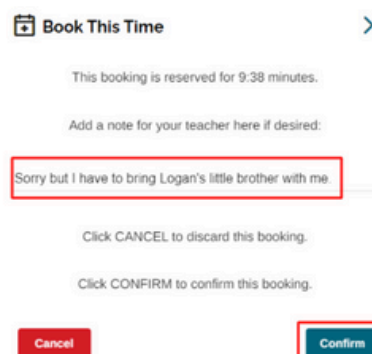 Book This Time
This booking is reserved for 9:38 minutes.
Add a note for your teacher here if desired:
Sorry but I have to bring Logan's little brother with me.
Click CANCEL to discard this booking.
Click CONFIRM to confirm this booking.
Cancel Confirm